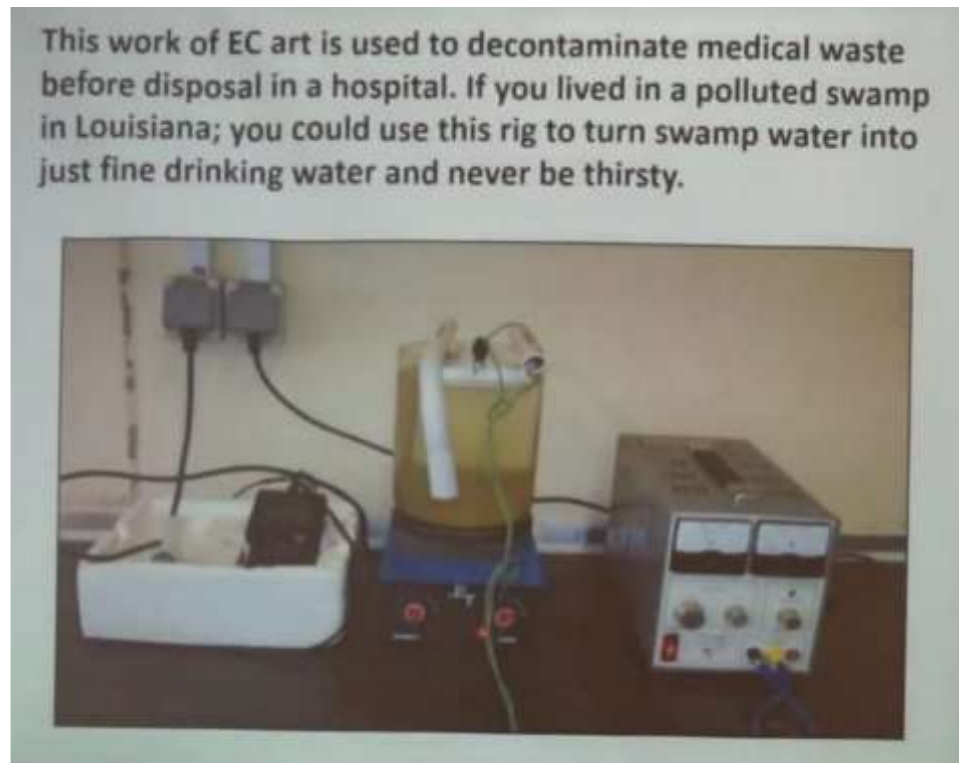 This work of EC art is used to decontaminate medical waste
before disposal in a hospital. If you lived in a polluted swamp
in Louisiana; you could use this rig to turn swamp water into
just fine drinking water and never be thirsty.